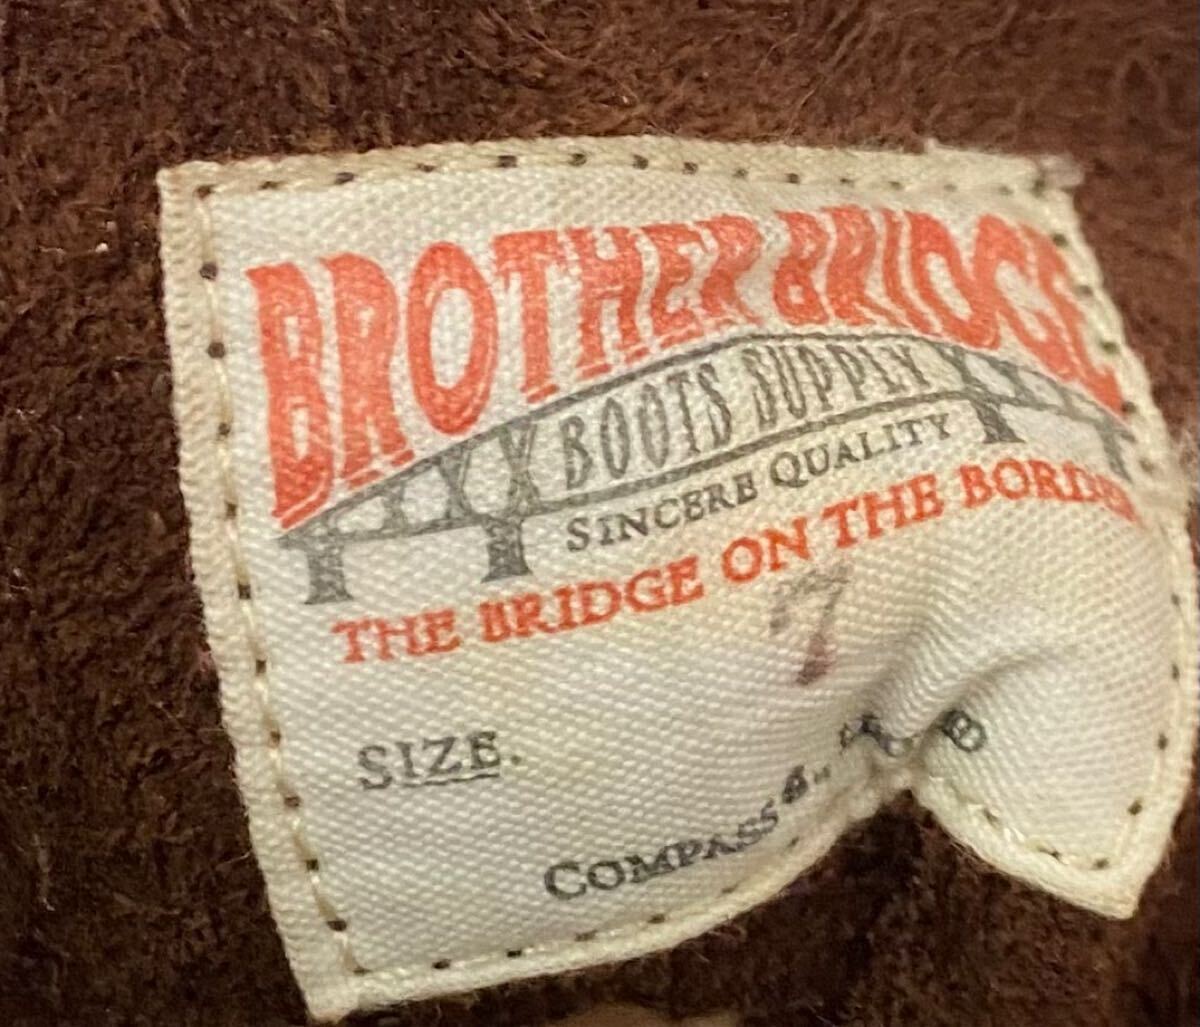 BROTHER BRIDGE
BOOTS SUPPLY
SINCERE QUALITY
THE BRIDGE ON THE BORDER
7
SIZE.
COMPASS